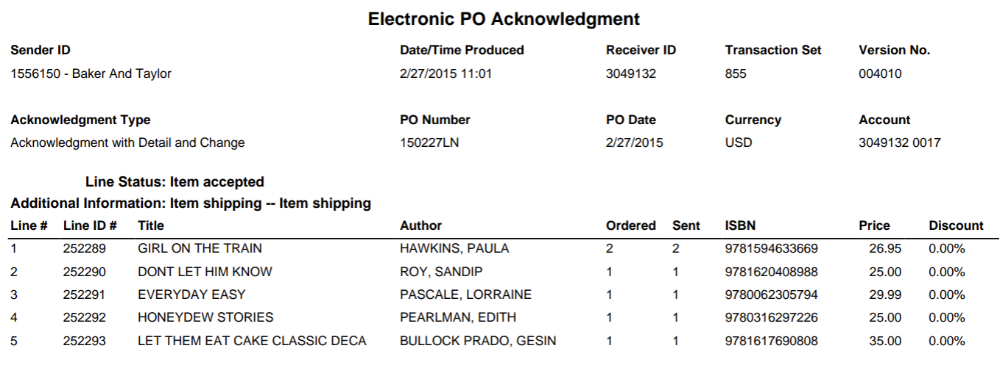 Electronic PO Acknowledgment
Sender ID Date/Time Produced Receiver ID Transaction Set Version No.
1556150 - Baker And Taylor 2/27/2015 11:01 3049132 855 004010
Acknowledgment Type PO Number PO Date Currency Account
Acknowledgment with Detail and Change 150227LN 2/27/2015 USD 3049132 0017
Line Status: Item accepted
Additional Information: Item shipping -- Item shipping
Line # Line ID # Title Author Ordered Sent ISBN Price Discount
1 252289 GIRL ON THE TRAIN HAWKINS, PAULA 2 2 9781594633669 26.95 0.00%
2 252290 DONT LET HIM KNOW ROY, SANDIP 1 1 9781620408988 25.00 0.00%
3 252291 EVERYDAY EASY PASCALE, LORRAINE 1 1 9780062305794 29.99 0.00%
4 252292 HONEYDEW STORIES PEARLMAN, EDITH 1 1 9780316297226 25.00 0.00%
5 252293 LET THEM EAT CAKE CLASSIC DECA BULLOCK PRADO, GESIN 1 1 9781617690808 35.00 0.00%